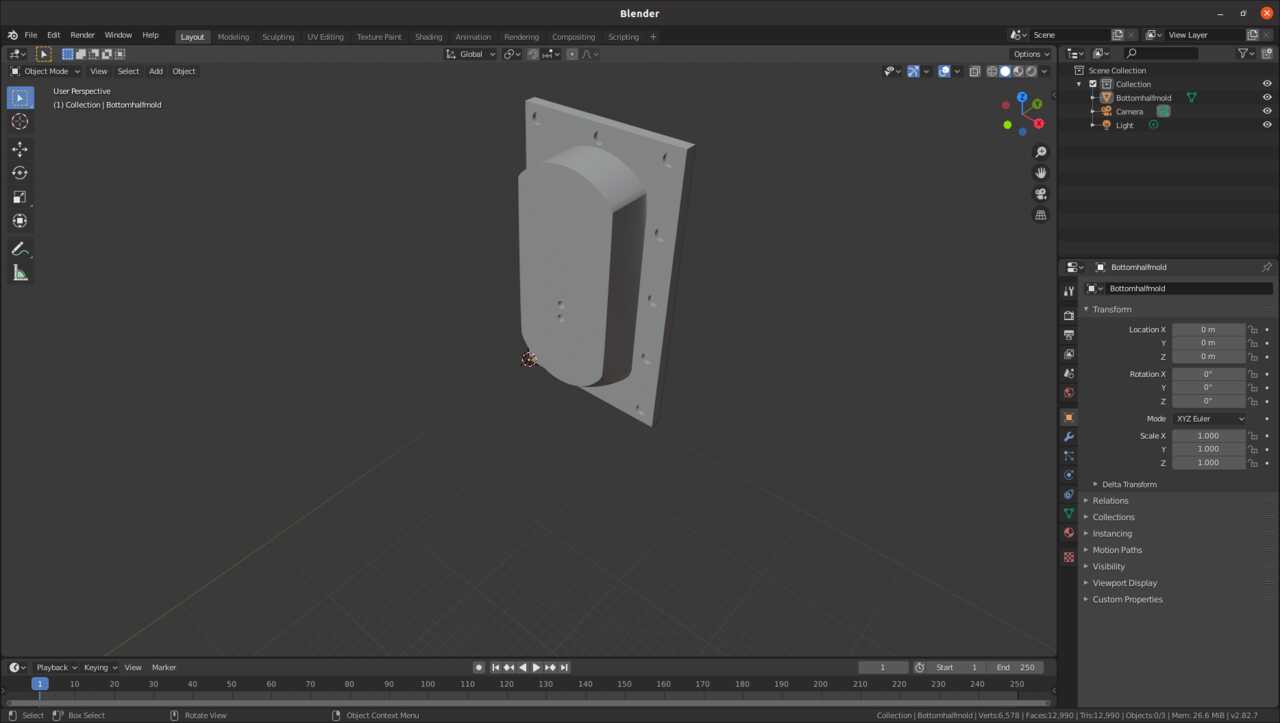 Blender
File Edit Render Window Help Layout Modeling Sculpting UV Editing Texture Paint Shading Animation Rendering Compositing Scripting + Scene View Layer
Global Options
Object Mode View Select Add Object
User Perspective
(1) Collection | Bottomhalfmold
Z
Y
X
Scene Collection
Collection
Bottomhalfmold
Camera
Light
Bottomhalfmold
Bottomhalfmold
Transform
Location X 0 m
Y 0 m
Z 0 m
Rotation X 0°
Y 0°
Z 0°
Mode XYZ Euler
Scale X 1.000
Y 1.000
Z 1.000
Delta Transform
Relations
Collections
Instancing
Motion Paths
Visibility
Viewport Display
Custom Properties
Playback Keying View Marker 1 Start 1 End 250
1 10 20 30 40 50 60 70 80 90 100 110 120 130 140 150 160 170 180 190 200 210 220 230 240 250
Select Box Select Rotate View Object Context Menu Collection | Bottomhalfmold | Verts:6,578 | Faces:12,990 | Tris:12,990 | Objects:0/3 | Mem: 26.6 MiB | v2.82.7